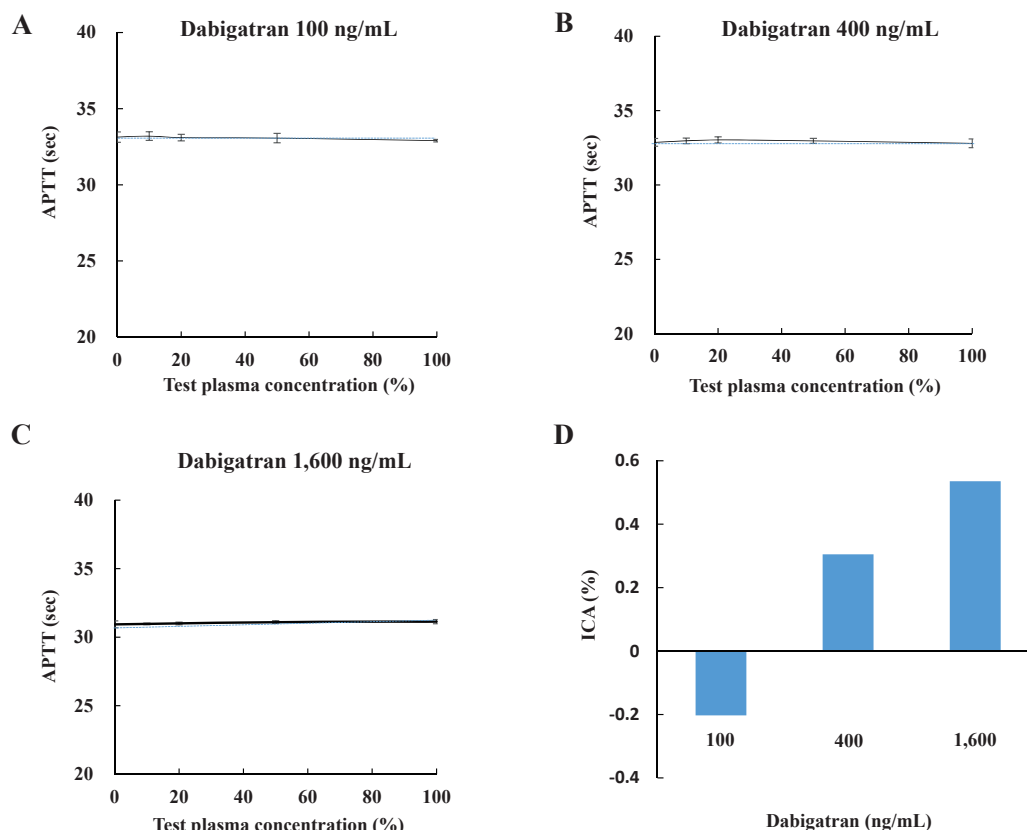 A
Dabigatran 100 ng/mL
40
35
30
25
20
APTT (sec)
0 20 40 60 80 100
Test plasma concentration (%)
B
Dabigatran 400 ng/mL
40
35
30
25
20
APTT (sec)
0 20 40 60 80 100
Test plasma concentration (%)
C
Dabigatran 1,600 ng/mL
40
35
30
25
20
APTT (sec)
0 20 40 60 80 100
Test plasma concentration (%)
D
0.6
0.4
0.2
0
-0.2
-0.4
ICA (%)
100 400 1,600
Dabigatran (ng/mL)